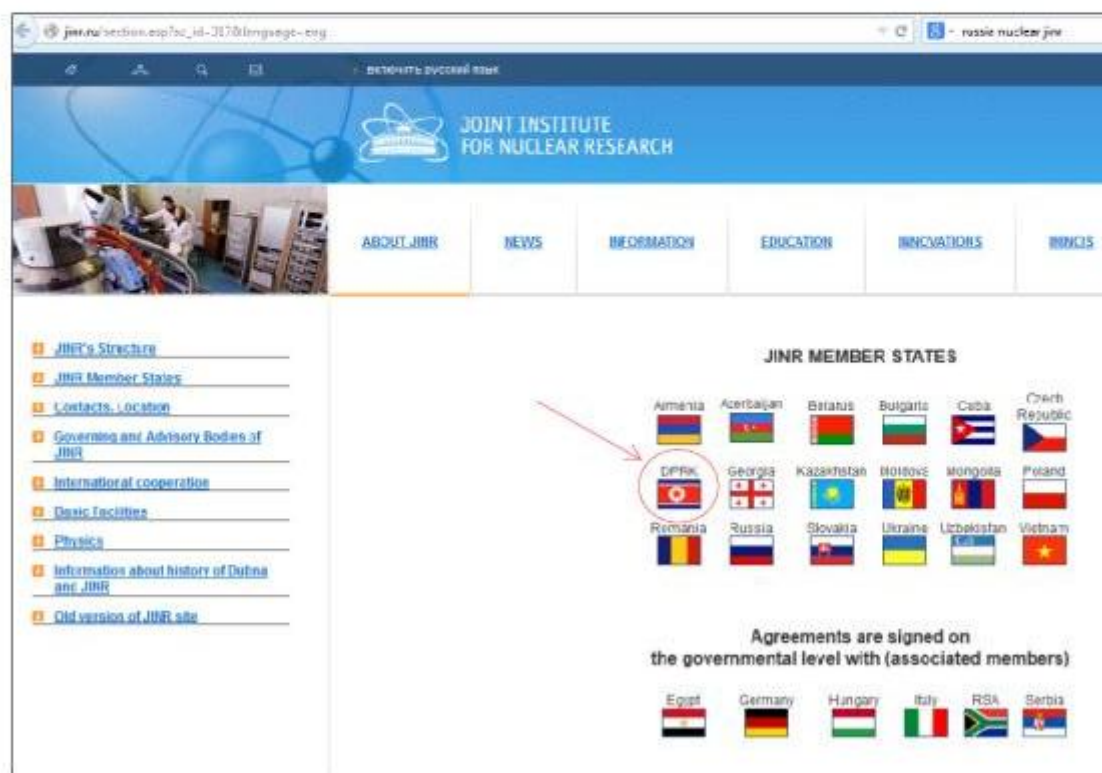 jinr.ru/section.asp?sc_id=317&language=eng
russie nuclear jinr
включить русский язык
JOINT INSTITUTE
FOR NUCLEAR RESEARCH
ABOUT JINR
NEWS
INFORMATION
EDUCATION
INNOVATIONS
JINR's Structure
JINR Member States
Contacts, Location
Governing and Advisory Bodies of
JINR
International cooperation
Basic Facilities
Physics
Information about history of Dubna
and JINR
Old version of JINR site
JINR MEMBER STATES
Armenia Azerbaijan Belarus Bulgaria Cuba Czech
Republic
DPRK Georgia Kazakhstan Moldova Mongolia Poland
Romania Russia Slovakia Ukraine Uzbekistan Vietnam
Agreements are signed on
the governmental level with (associated members)
Egypt Germany Hungary Italy RSA Serbia